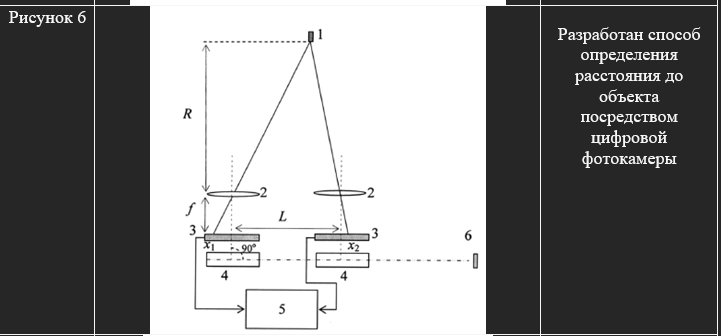 Рисунок 6
1
R
2
2
f
L
3
3
6
x1
90°
x2
4
4
5
Разработан способ
определения
расстояния до
объекта
посредством
цифровой
фотокамеры